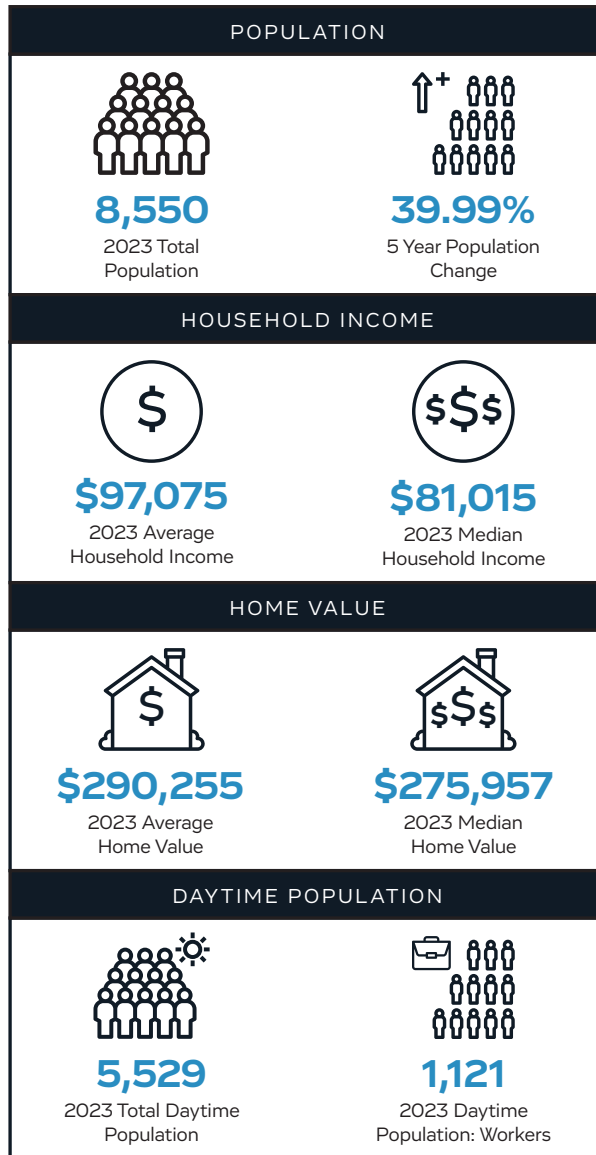 POPULATION
8,550
2023 Total
Population
39.99%
5 Year Population
Change
HOUSEHOLD INCOME
$
$97,075
2023 Average
Household Income
$$$
$81,015
2023 Median
Household Income
HOME VALUE
$
$290,255
2023 Average
Home Value
$$$
$275,957
2023 Median
Home Value
DAYTIME POPULATION
5,529
2023 Total Daytime
Population
1,121
2023 Daytime
Population: Workers